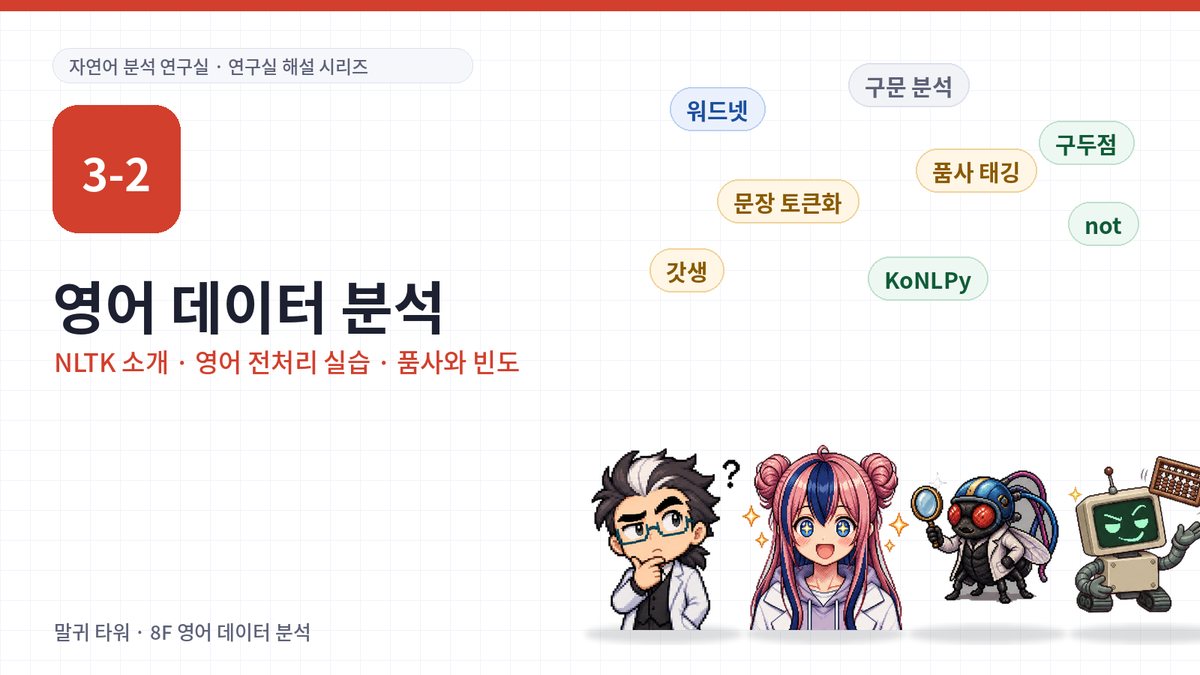 자연어 분석 연구실 · 연구실 해설 시리즈
3-2
영어 데이터 분석
NLTK 소개 · 영어 전처리 실습 · 품사와 빈도
워드넷
구문 분석
구두점
품사 태깅
문장 토큰화
not
갓생
KoNLPy
?
말귀 타워 · 8F 영어 데이터 분석